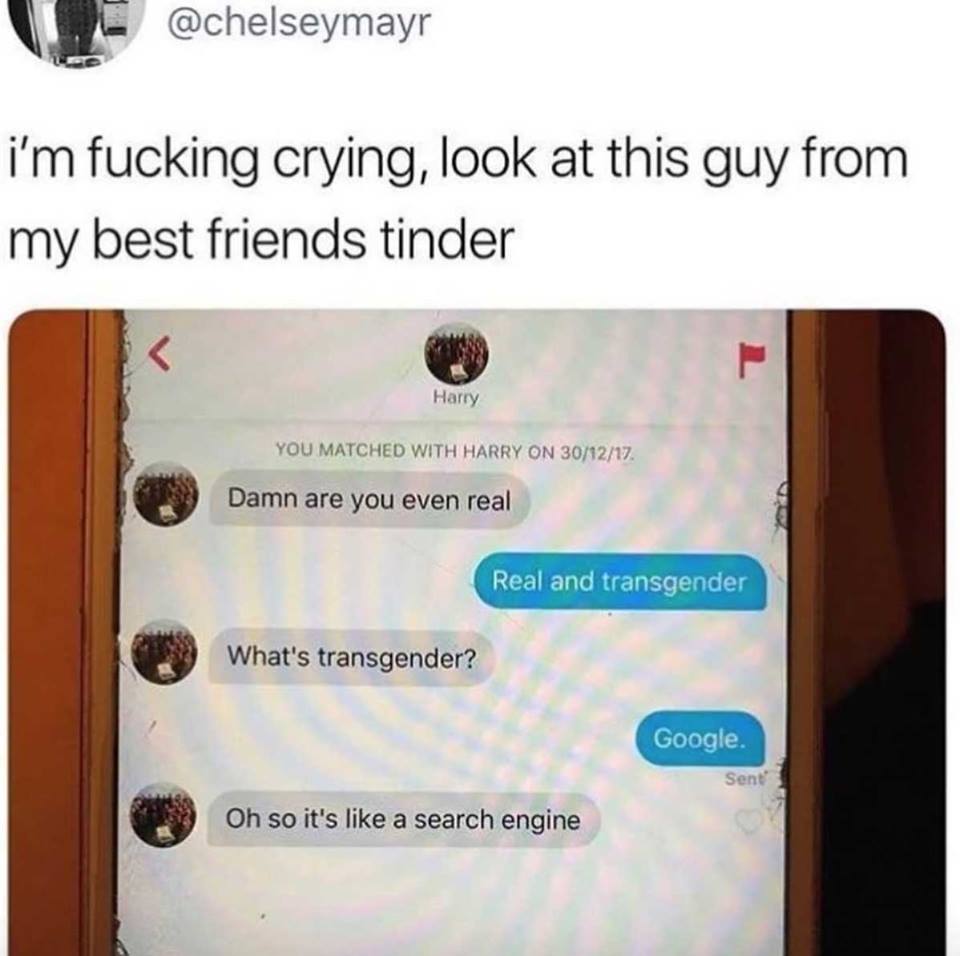 @chelseymayr
i'm fucking crying, look at this guy from
my best friends tinder
Harry
YOU MATCHED WITH HARRY ON 30/12/17.
Damn are you even real
Real and transgender
What's transgender?
Google.
Sent
Oh so it's like a search engine